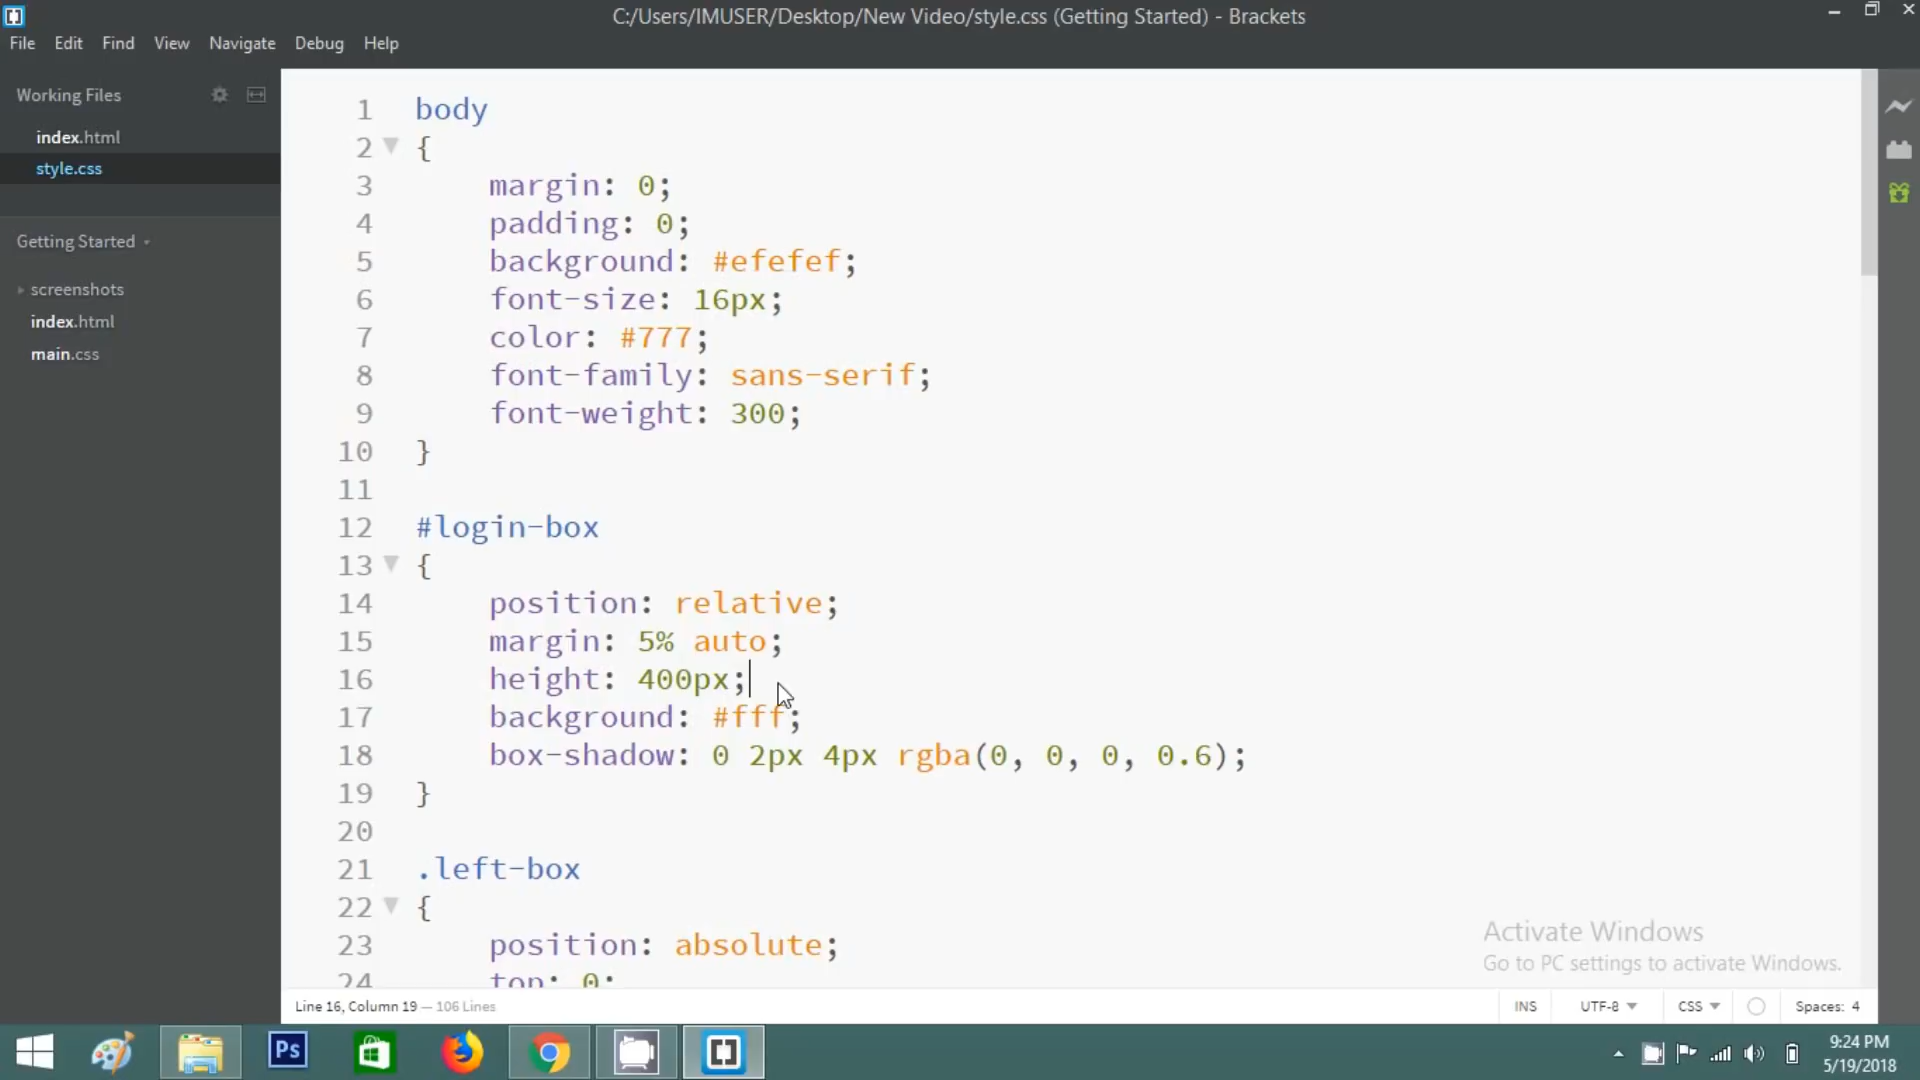 C:/Users/IMUSER/Desktop/New Video/style.css (Getting Started) - Brackets
File Edit Find View Navigate Debug Help
Working Files
index.html
style.css
Getting Started
screenshots
index.html
main.css
1 body
2 {
3 margin: 0;
4 padding: 0;
5 background: #efefef;
6 font-size: 16px;
7 color: #777;
8 font-family: sans-serif;
9 font-weight: 300;
10 }
11
12 #login-box
13 {
14 position: relative;
15 margin: 5% auto;
16 height: 400px;
17 background: #fff;
18 box-shadow: 0 2px 4px rgba(0, 0, 0, 0.6);
19 }
20
21 .left-box
22 {
23 position: absolute;
24 top: 0;
Activate Windows
Go to PC settings to activate Windows.
Line 16, Column 19 — 106 Lines
INS UTF-8 CSS Spaces: 4
Ps
9:24 PM
5/19/2018